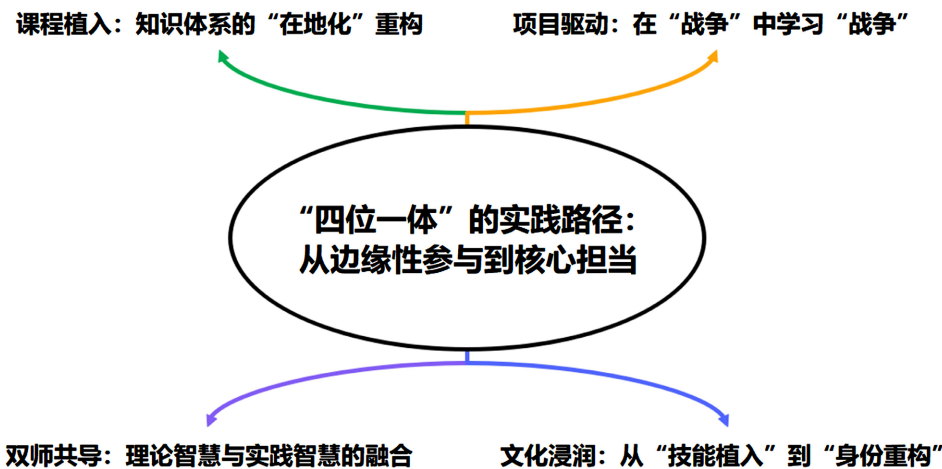 课程植入：知识体系的“在地化”重构
项目驱动：在“战争”中学习“战争”
“四位一体”的实践路径：
从边缘性参与到核心担当
双师共导：理论智慧与实践智慧的融合
文化浸润：从“技能植入”到“身份重构”